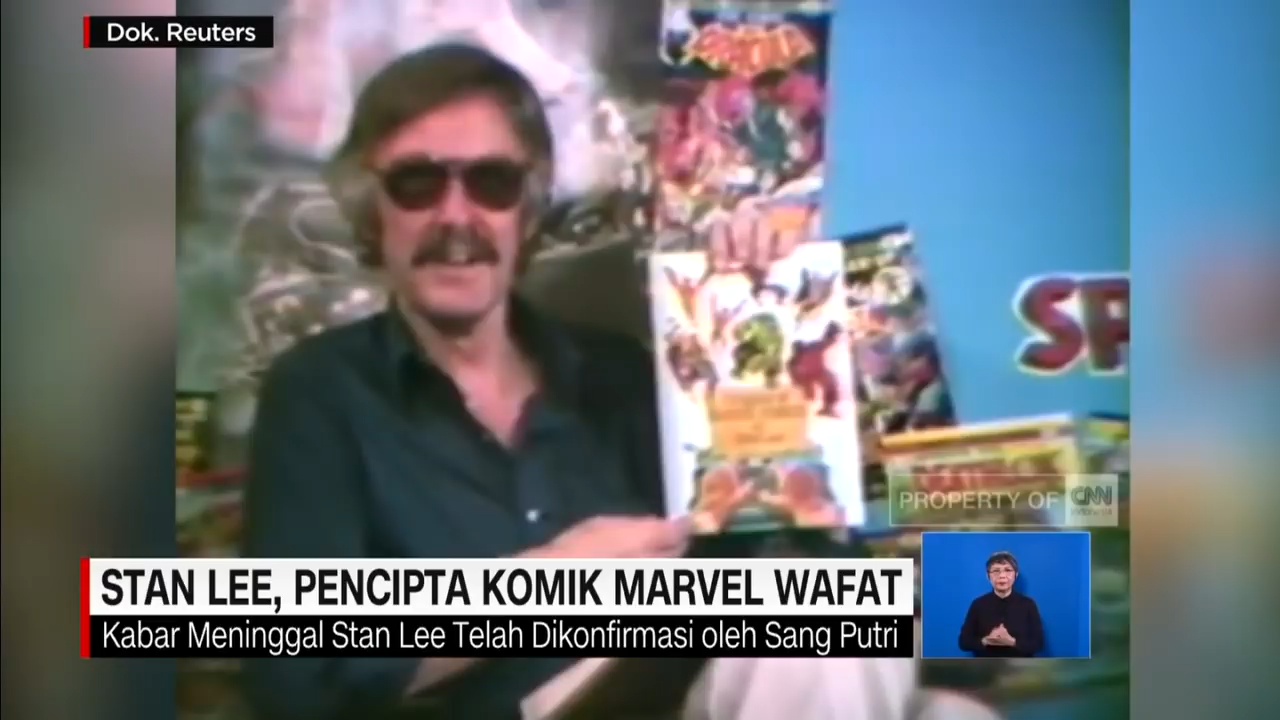 Dok. Reuters
SP
PROPERTY OF CNN
STAN LEE, PENCIPTA KOMIK MARVEL WAFAT
Kabar Meninggal Stan Lee Telah Dikonfirmasi oleh Sang Putri